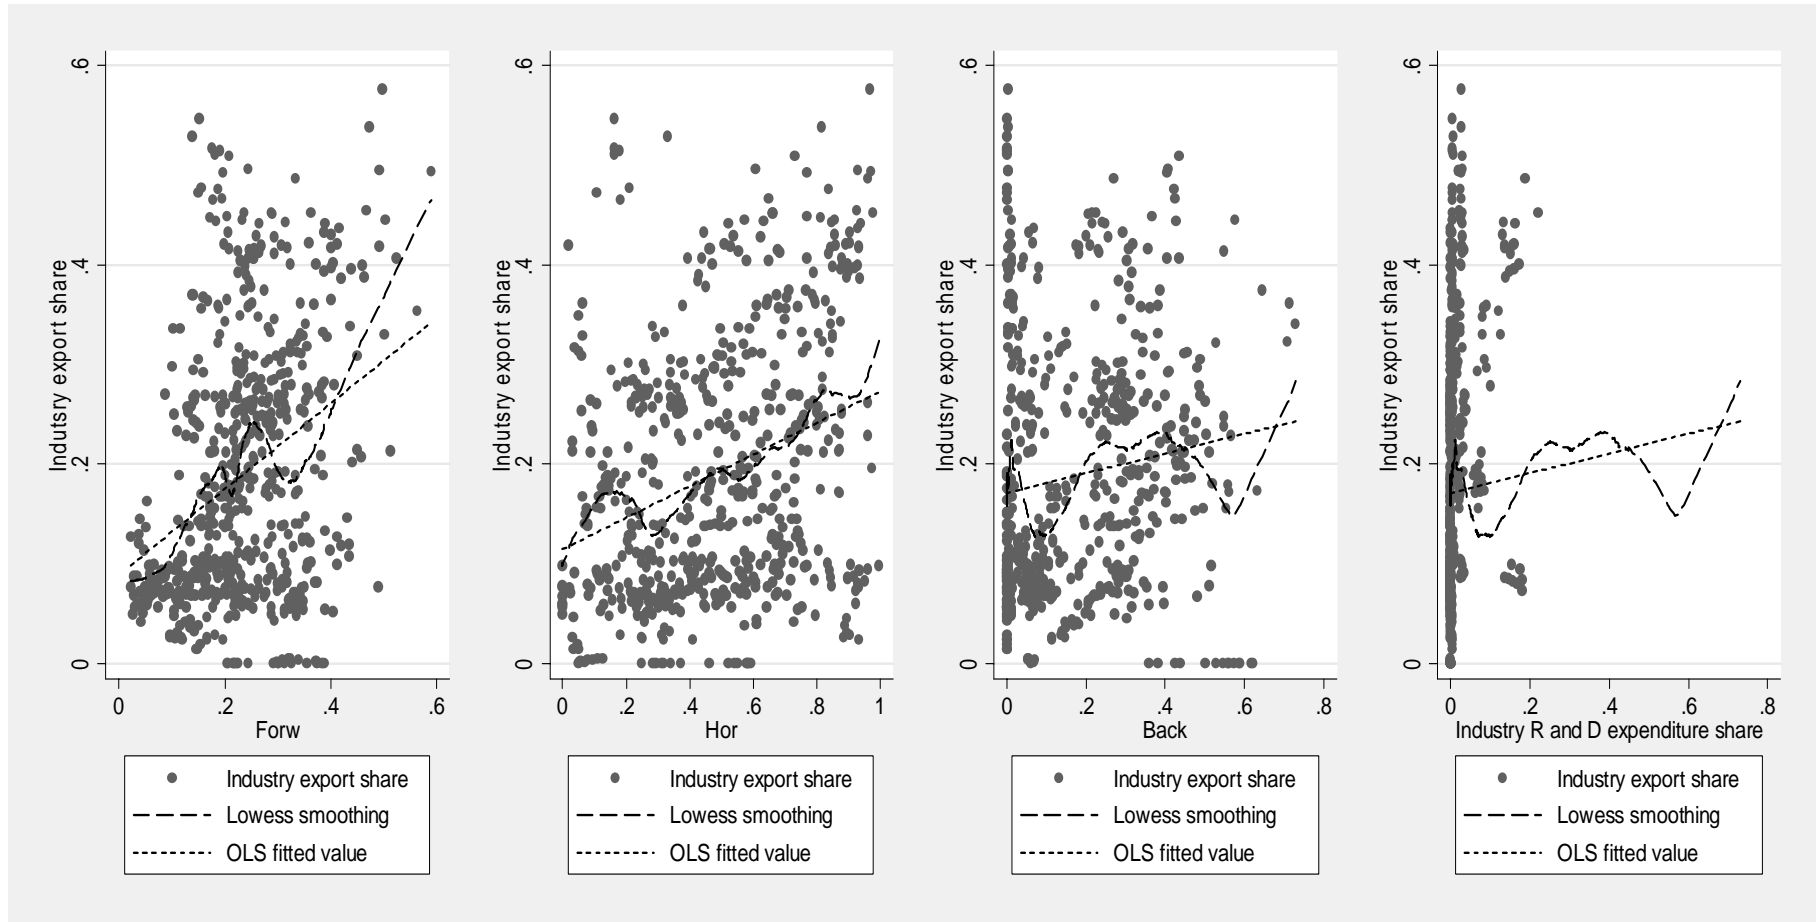 Indutsry export share
.6
.4
.2
0
0
.2
.4
.6
Forw
Industry export share
Lowess smoothing
OLS fitted value
Indutsry export share
.6
.4
.2
0
0
.2
.4
.6
.8
1
Hor
Industry export share
Lowess smoothing
OLS fitted value
Indutsry export share
.6
.4
.2
0
0
.2
.4
.6
.8
Back
Industry export share
Lowess smoothing
OLS fitted value
Indutsry export share
.6
.4
.2
0
0
.2
.4
.6
.8
Industry R and D expenditure share
Industry export share
Lowess smoothing
OLS fitted value